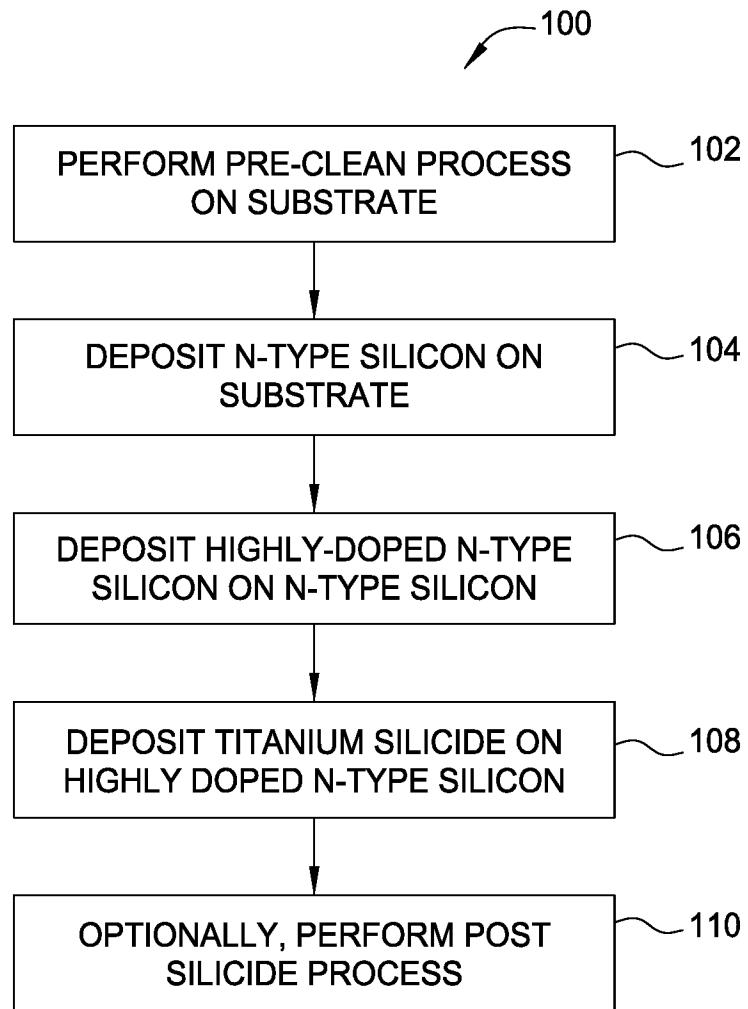 100
PERFORM PRE-CLEAN PROCESS
ON SUBSTRATE
102
DEPOSIT N-TYPE SILICON ON
SUBSTRATE
104
DEPOSIT HIGHLY-DOPED N-TYPE
SILICON ON N-TYPE SILICON
106
DEPOSIT TITANIUM SILICIDE ON
HIGHLY DOPED N-TYPE SILICON
108
OPTIONALLY, PERFORM POST
SILICIDE PROCESS
110